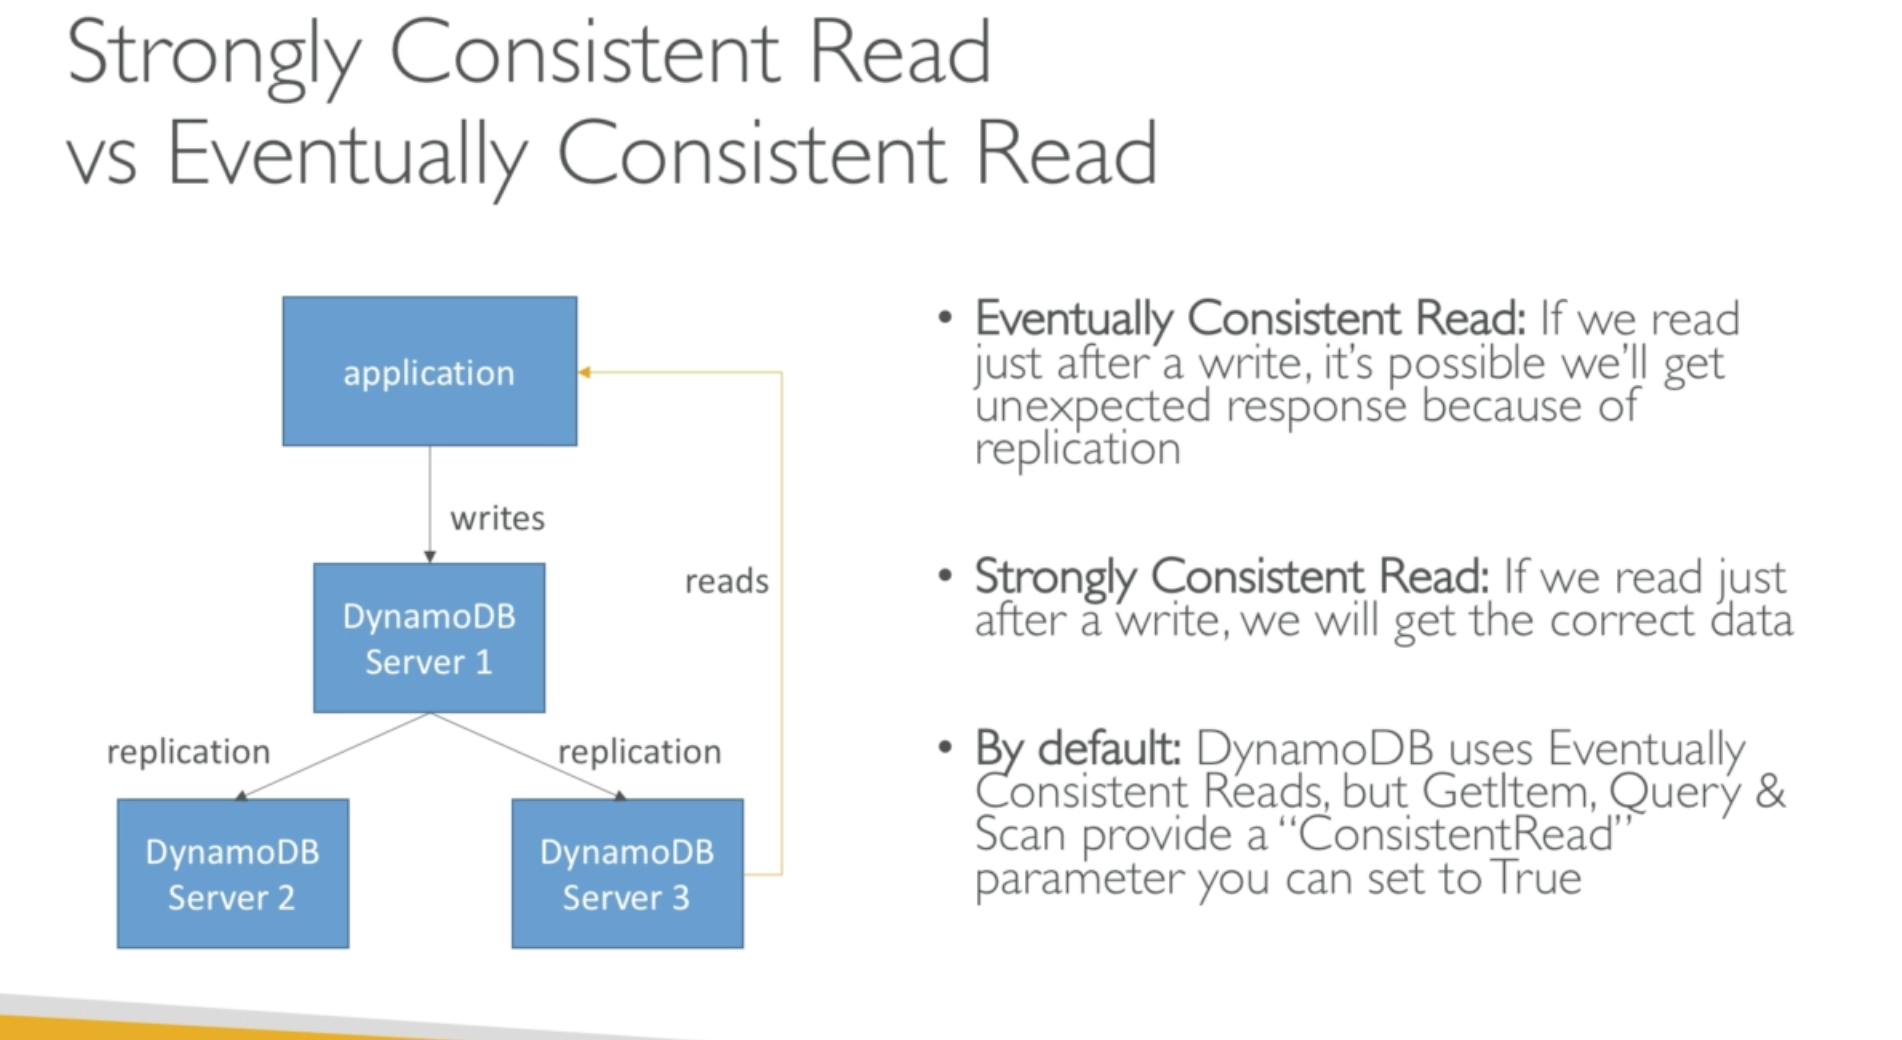 Strongly Consistent Read
vs Eventually Consistent Read
application
writes
reads
DynamoDB
Server 1
replication
replication
DynamoDB
Server 2
DynamoDB
Server 3
• Eventually Consistent Read: If we read
just after a write, it's possible we'll get
unexpected response because of
replication
• Strongly Consistent Read: If we read just
after a write, we will get the correct data
• By default: DynamoDB uses Eventually
Consistent Reads, but GetItem, Query &
Scan provide a “ConsistentRead”
parameter you can set to True